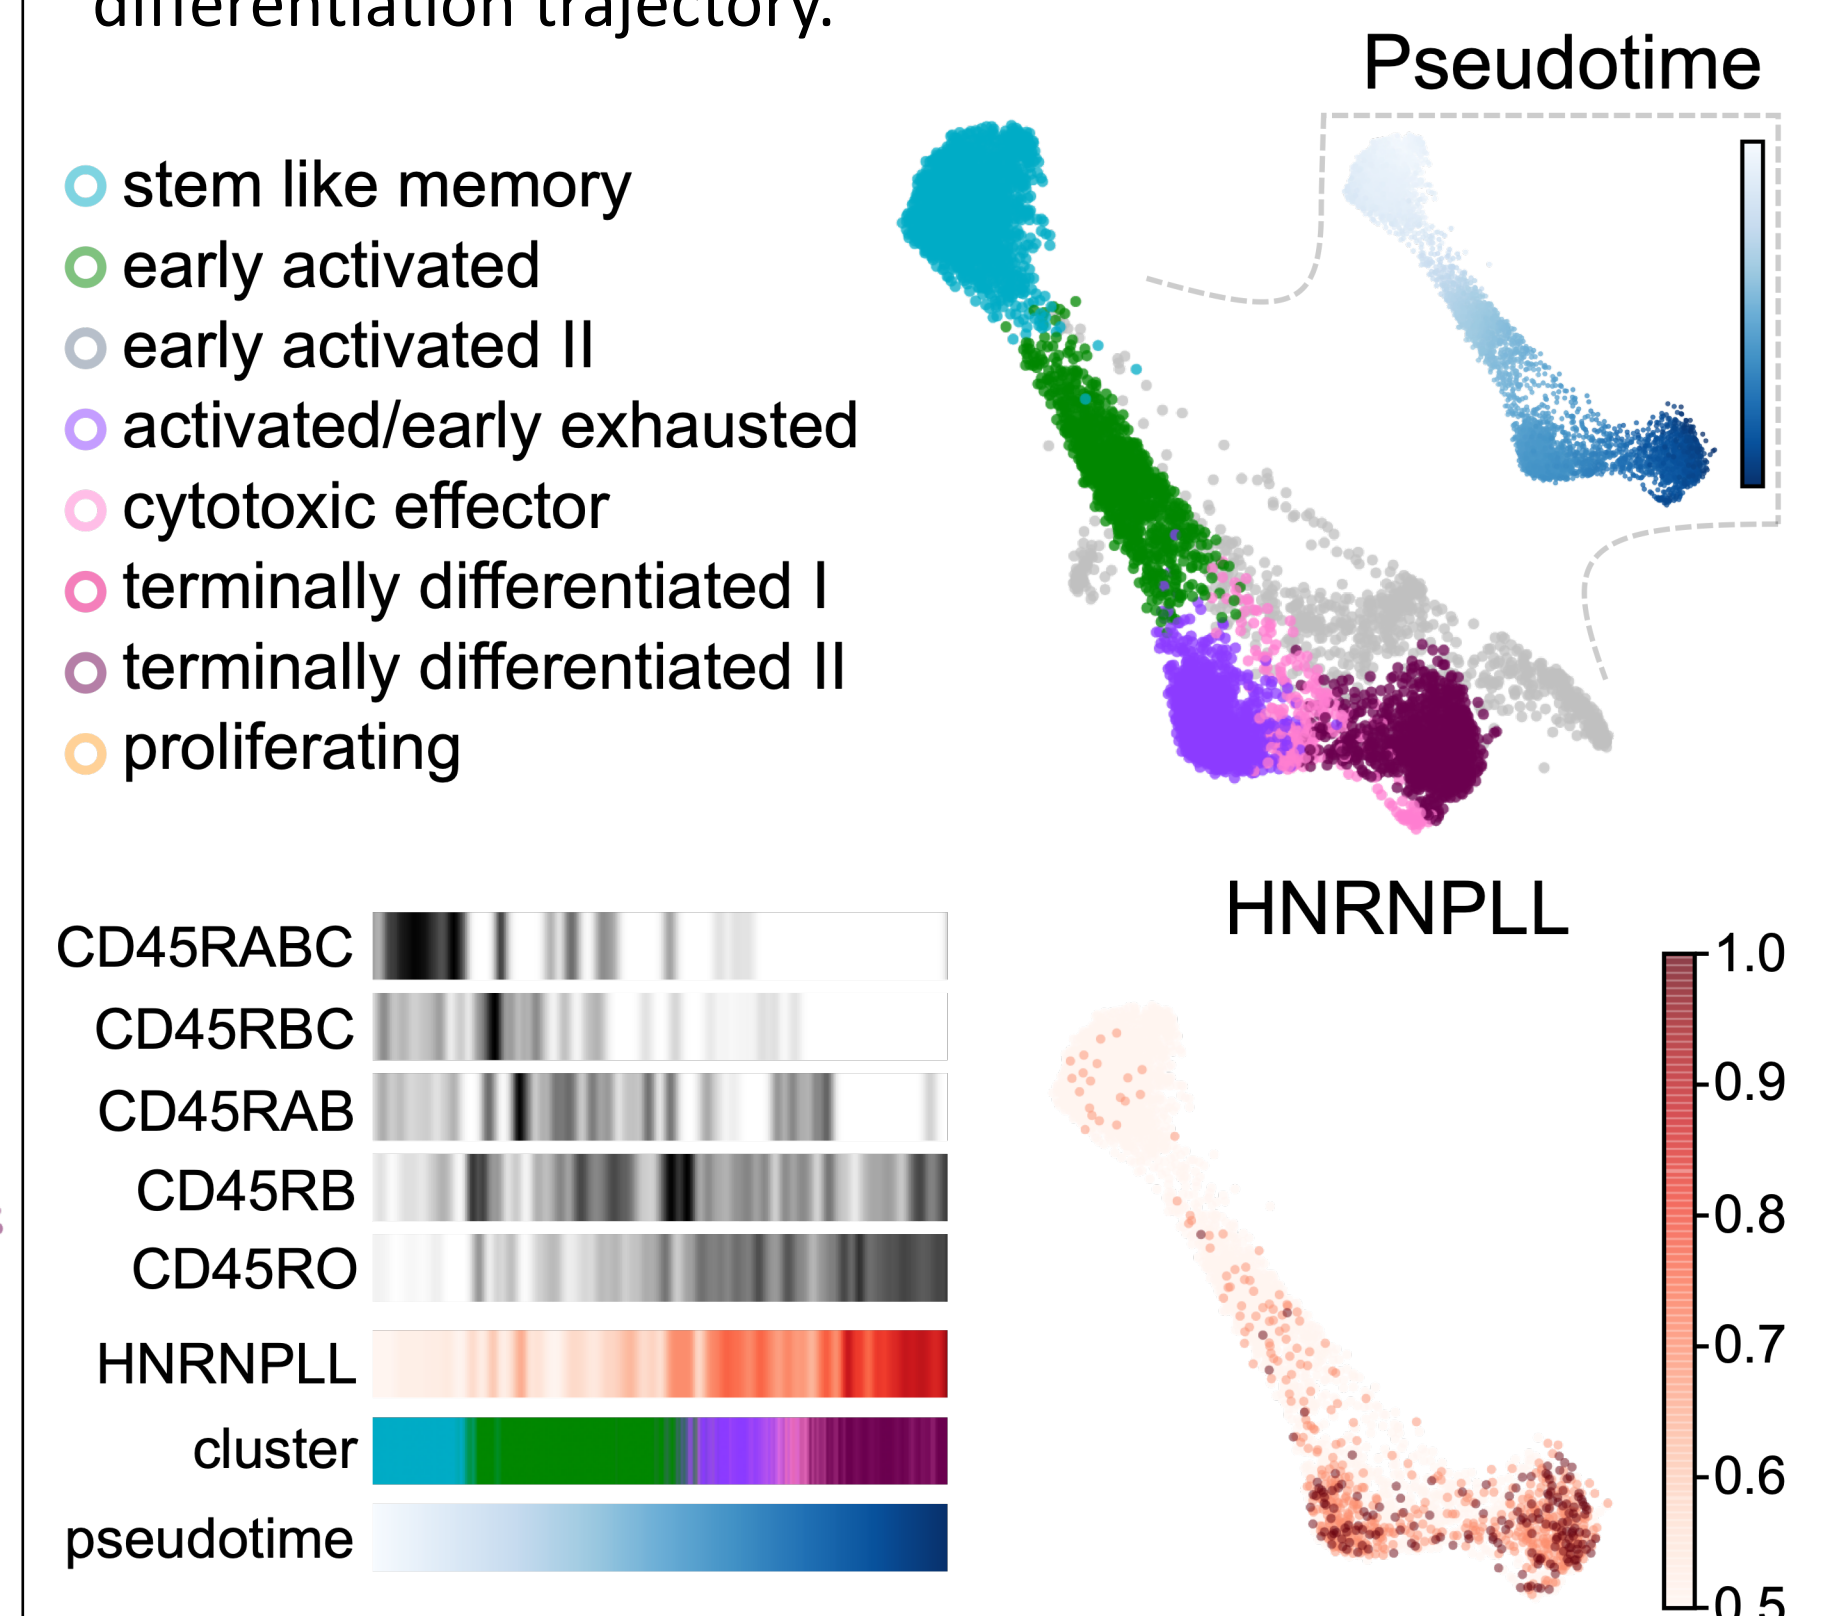 differentiation trajectory.
Pseudotime
stem like memory
early activated
early activated II
activated/early exhausted
cytotoxic effector
terminally differentiated I
terminally differentiated II
proliferating
HNRNPLL
1.0
0.9
0.8
0.7
0.6
0.5
CD45RABC
CD45RBC
CD45RAB
CD45RB
CD45RO
HNRNPLL
cluster
pseudotime